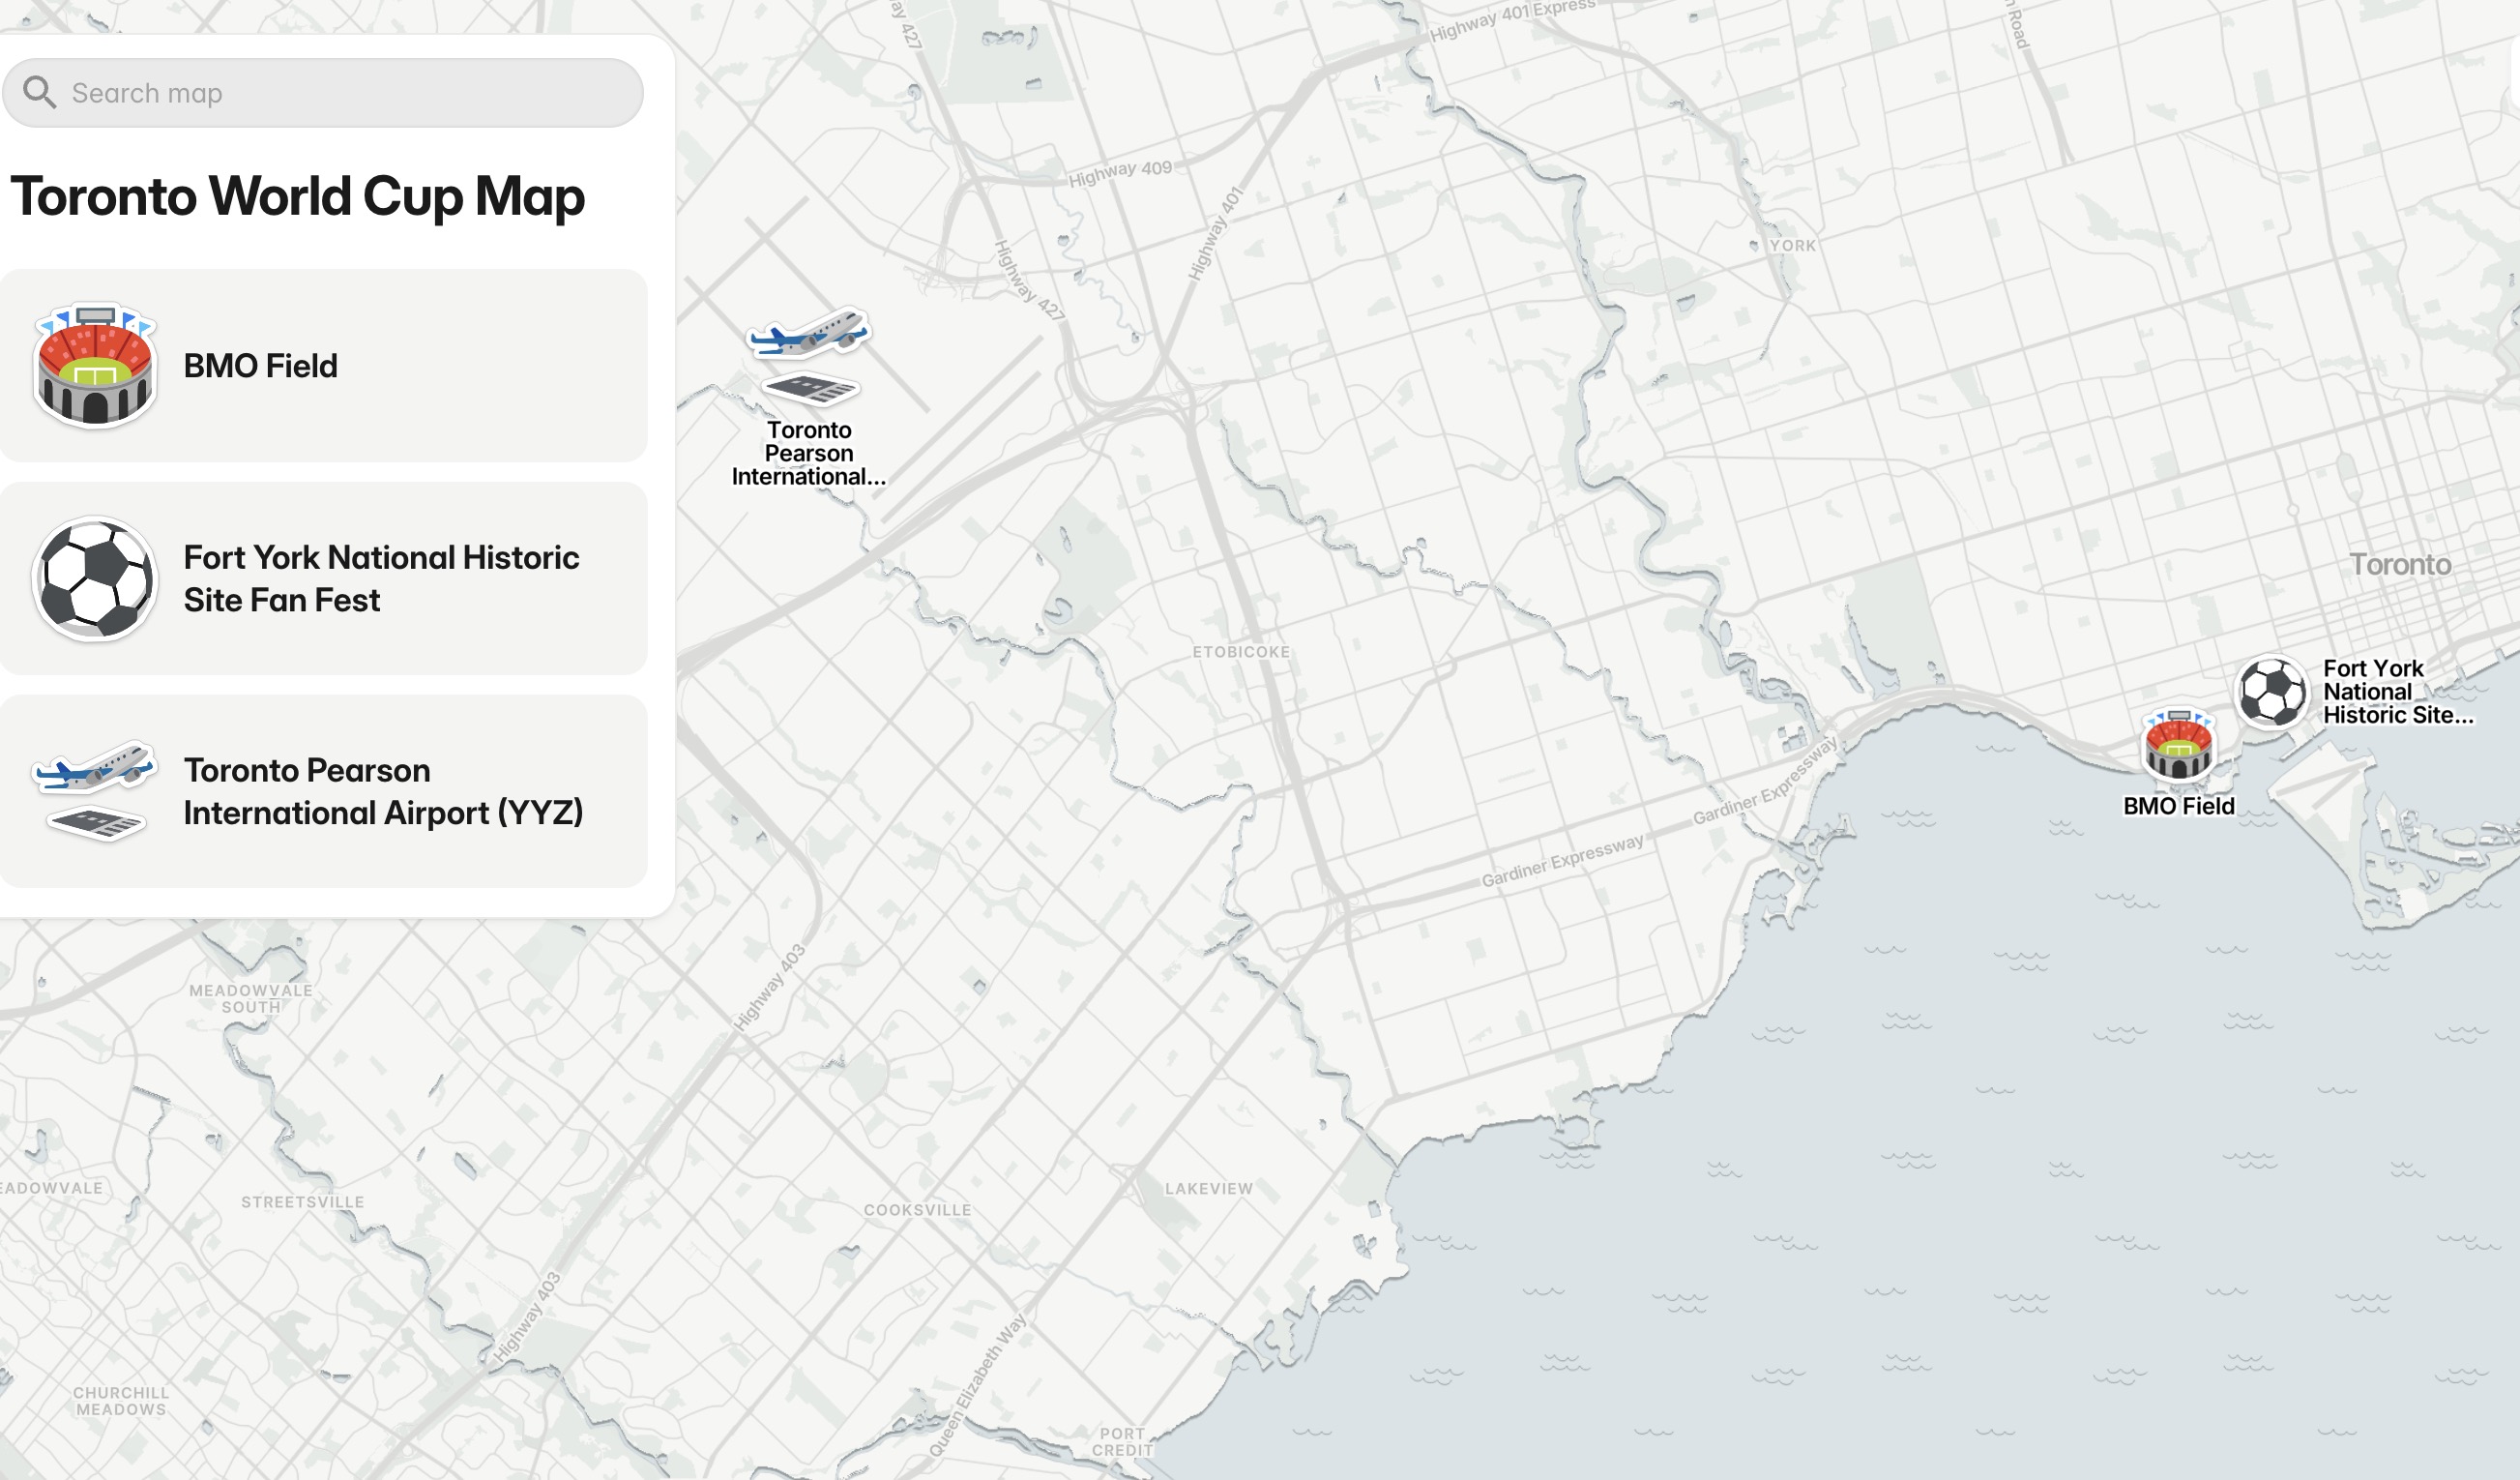 Search map
Toronto World Cup Map
BMO Field
Fort York National Historic
Site Fan Fest
Toronto Pearson
International Airport (YYZ)
Highway 401 Express
Highway 409
Highway 401
Highway 427
YORK
Toronto
Pearson
International...
ETOBICOKE
Toronto
Fort York
National
Historic Site...
BMO Field
Gardiner Expressway
Gardiner Expressway
Highway 403
MEADOWVALE
SOUTH
STREETSVILLE
COOKSVILLE
LAKEVIEW
Highway 403
Queen Elizabeth Way
CHURCHILL
MEADOWS
PORT
CREDIT